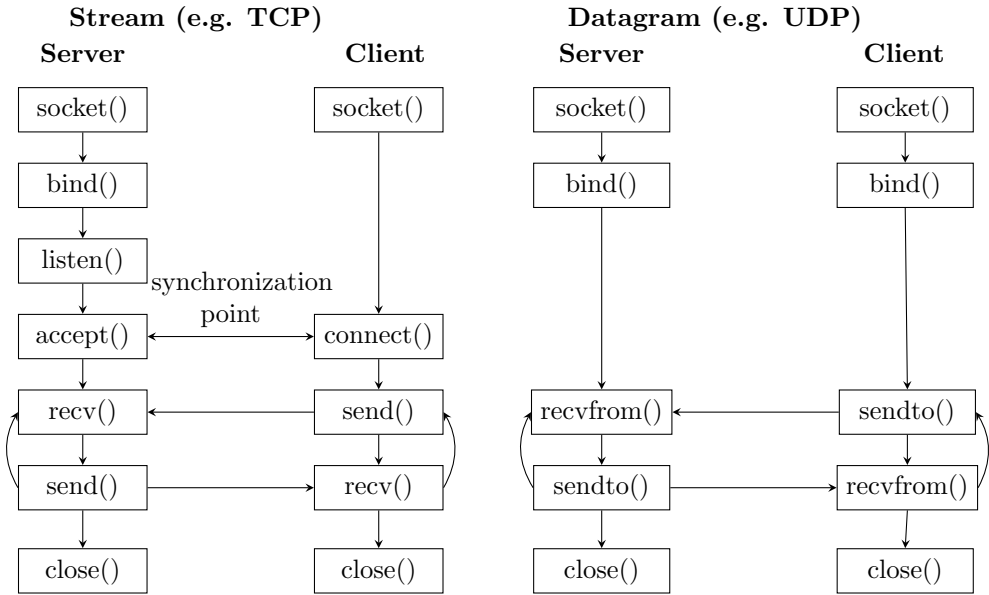 Stream (e.g. TCP)
Server
Client
socket()
socket()
bind()
listen()
synchronization
point
accept()
connect()
recv()
send()
send()
recv()
close()
close()
Datagram (e.g. UDP)
Server
Client
socket()
socket()
bind()
bind()
recvfrom()
sendto()
sendto()
recvfrom()
close()
close()